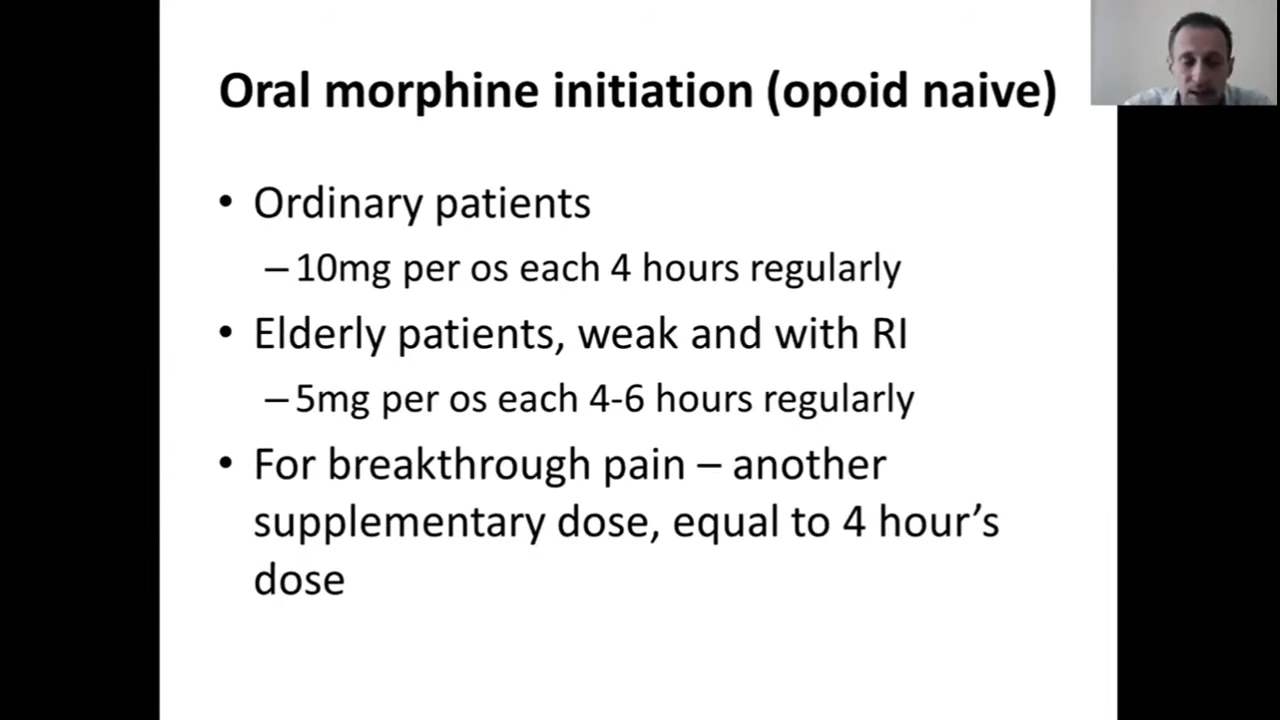 Oral morphine initiation (opoid naive)
• Ordinary patients
– 10mg per os each 4 hours regularly
• Elderly patients, weak and with RI
– 5mg per os each 4-6 hours regularly
• For breakthrough pain – another
supplementary dose, equal to 4 hour’s
dose